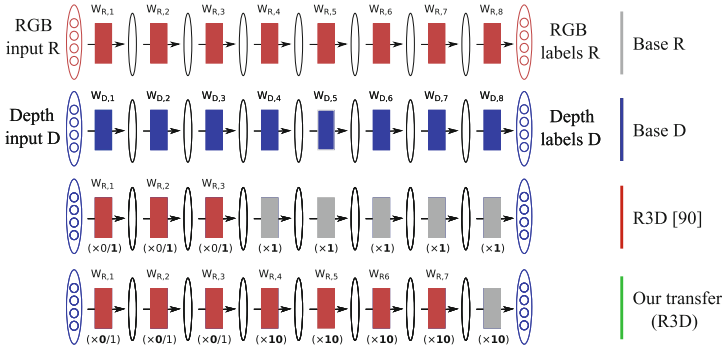 W_R,1 W_R,2 W_R,3 W_R,4 W_R,5 W_R,6 W_R,7 W_R,8
RGB
input R
RGB
labels R
Base R
W_D,1 W_D,2 W_D,3 W_D,4 W_D,5 W_D,6 W_D,7 W_D,8
Depth
input D
Depth
labels D
Base D
W_R,1 W_R,2 W_R,3
(×0/1) (×0/1) (×0/1) (×1) (×1) (×1) (×1) (×1)
R3D [90]
W_R,1 W_R,2 W_R,3 W_R,4 W_R,5 W_R6 W_R,7
(×0/1) (×0/1) (×0/1) (×10) (×10) (×10) (×10) (×10)
Our transfer
(R3D)